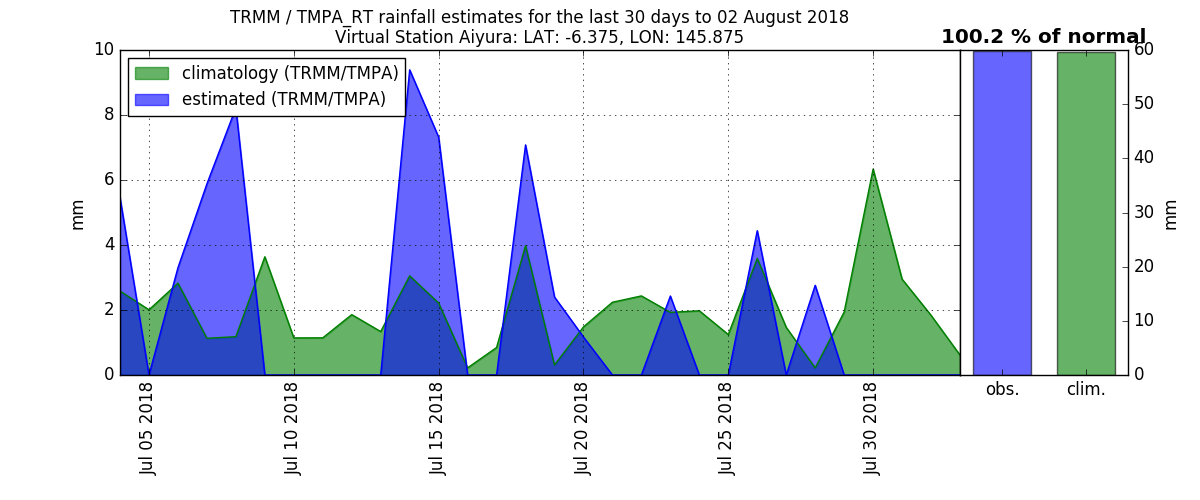 TRMM / TMPA_RT rainfall estimates for the last 30 days to 02 August 2018
Virtual Station Aiyura: LAT: -6.375, LON: 145.875
100.2 % of normal
climatology (TRMM/TMPA)
estimated (TRMM/TMPA)
mm
10
8
6
4
2
0
Jul 05 2018
Jul 10 2018
Jul 15 2018
Jul 20 2018
Jul 25 2018
Jul 30 2018
obs.
clim.
60
50
40
30
20
10
0
mm